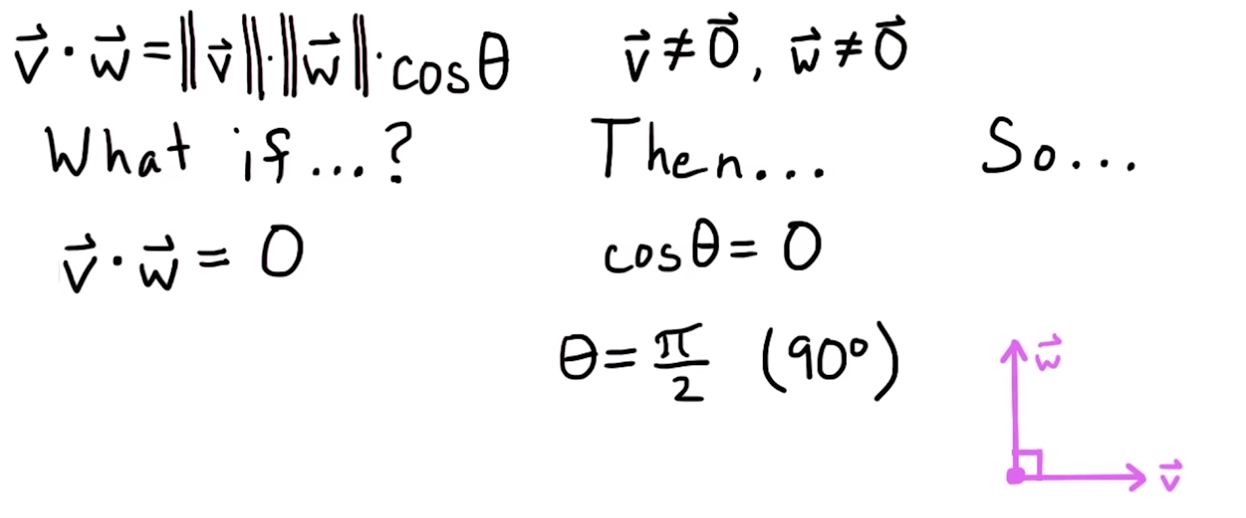 v⃗ · w⃗ = ‖v⃗‖ · ‖w⃗‖ · cosθ v⃗ ≠ 0⃗, w⃗ ≠ 0⃗
What if...? Then... So...
v⃗ · w⃗ = 0 cosθ = 0
θ = π/2 (90°)
w⃗
v⃗